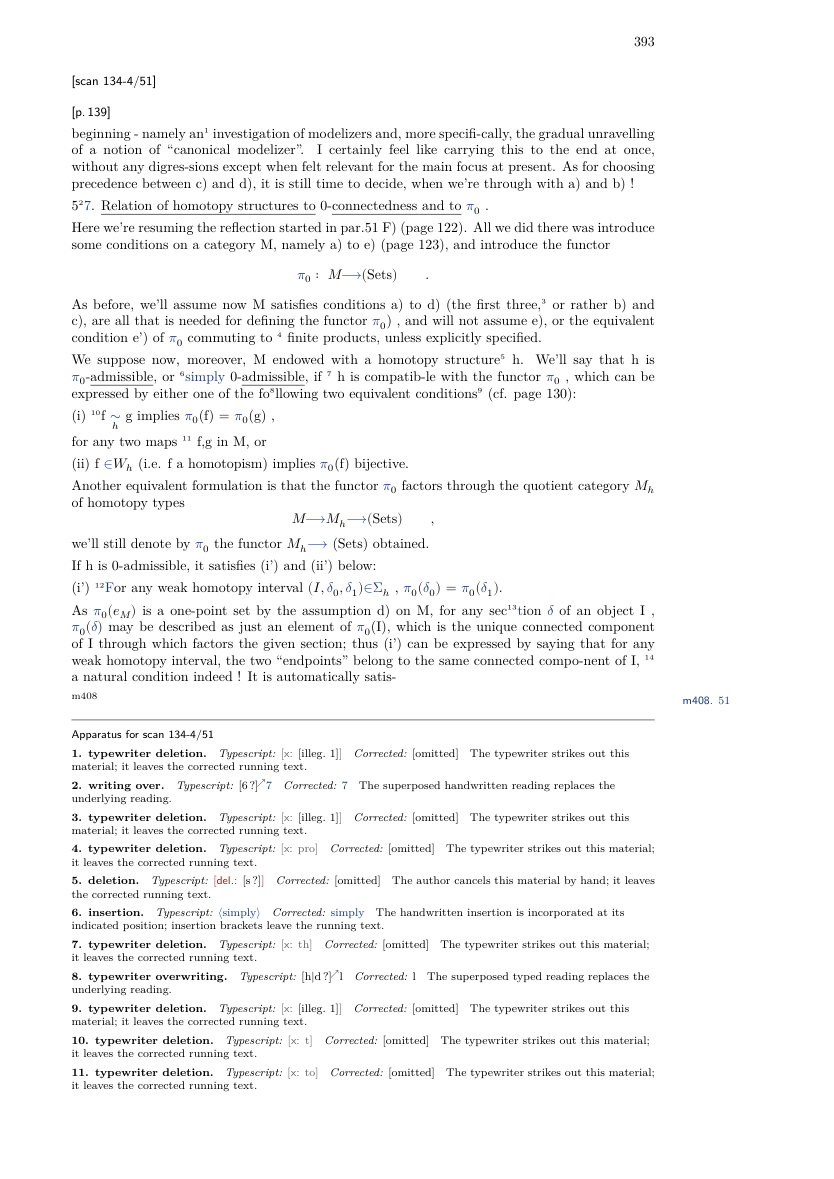 393
[scan 134-4/51]
[p. 139]
beginning - namely an¹ investigation of modelizers and, more specifi-cally, the gradual unravelling
of a notion of “canonical modelizer”. I certainly feel like carrying this to the end at once,
without any digres-sions except when felt relevant for the main focus at present. As for choosing
precedence between c) and d), it is still time to decide, when we’re through with a) and b) !
5²7. Relation of homotopy structures to 0-connectedness and to π₀ .
Here we’re resuming the reflection started in par.51 F) (page 122). All we did there was introduce
some conditions on a category M, namely a) to e) (page 123), and introduce the functor
π₀ : M⟶(Sets) .
As before, we’ll assume now M satisfies conditions a) to d) (the first three,³ or rather b) and
c), are all that is needed for defining the functor π₀) , and will not assume e), or the equivalent
condition e’) of π₀ commuting to ⁴ finite products, unless explicitly specified.
We suppose now, moreover, M endowed with a homotopy structure⁵ h. We’ll say that h is
π₀-admissible, or ⁶simply 0-admissible, if ⁷ h is compatib-le with the functor π₀ , which can be
expressed by either one of the fo⁸llowing two equivalent conditions⁹ (cf. page 130):
(i) ¹⁰f ∼ₕ g implies π₀(f) = π₀(g) ,
for any two maps ¹¹ f,g in M, or
(ii) f ∈Wₕ (i.e. f a homotopism) implies π₀(f) bijective.
Another equivalent formulation is that the functor π₀ factors through the quotient category Mₕ
of homotopy types
M⟶Mₕ⟶(Sets) ,
we’ll still denote by π₀ the functor Mₕ⟶ (Sets) obtained.
If h is 0-admissible, it satisfies (i’) and (ii’) below:
(i’) ¹²For any weak homotopy interval (I, δ₀, δ₁)∈Σₕ , π₀(δ₀) = π₀(δ₁).
As π₀(e_M) is a one-point set by the assumption d) on M, for any sec¹³tion δ of an object I ,
π₀(δ) may be described as just an element of π₀(I), which is the unique connected component
of I through which factors the given section; thus (i’) can be expressed by saying that for any
weak homotopy interval, the two “endpoints” belong to the same connected compo-nent of I, ¹⁴
a natural condition indeed ! It is automatically satis-
m408
m408. 51
Apparatus for scan 134-4/51
1. typewriter deletion. Typescript: [x: [illeg. 1]] Corrected: [omitted] The typewriter strikes out this
material; it leaves the corrected running text.
2. writing over. Typescript: [6 ?]↗7 Corrected: 7 The superposed handwritten reading replaces the
underlying reading.
3. typewriter deletion. Typescript: [x: [illeg. 1]] Corrected: [omitted] The typewriter strikes out this
material; it leaves the corrected running text.
4. typewriter deletion. Typescript: [x: pro] Corrected: [omitted] The typewriter strikes out this material;
it leaves the corrected running text.
5. deletion. Typescript: [del.: [s ?]] Corrected: [omitted] The author cancels this material by hand; it leaves
the corrected running text.
6. insertion. Typescript: ⟨simply⟩ Corrected: simply The handwritten insertion is incorporated at its
indicated position; insertion brackets leave the running text.
7. typewriter deletion. Typescript: [x: th] Corrected: [omitted] The typewriter strikes out this material;
it leaves the corrected running text.
8. typewriter overwriting. Typescript: [h|d ?]↗l Corrected: l The superposed typed reading replaces the
underlying reading.
9. typewriter deletion. Typescript: [x: [illeg. 1]] Corrected: [omitted] The typewriter strikes out this
material; it leaves the corrected running text.
10. typewriter deletion. Typescript: [x: t] Corrected: [omitted] The typewriter strikes out this material;
it leaves the corrected running text.
11. typewriter deletion. Typescript: [x: to] Corrected: [omitted] The typewriter strikes out this material;
it leaves the corrected running text.